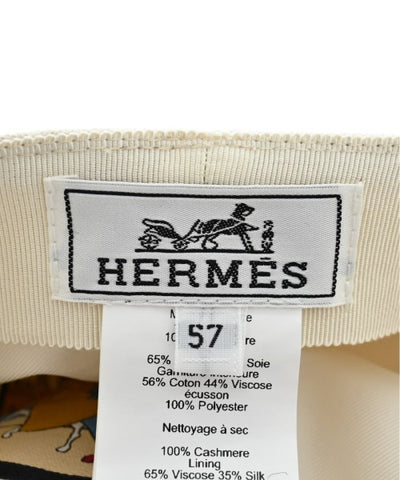 HERMÈS
57
65% Soie
Garniture intérieure
56% Coton 44% Viscose
écusson
100% Polyester
Nettoyage à sec
100% Cashmere
Lining
65% Viscose 35% Silk